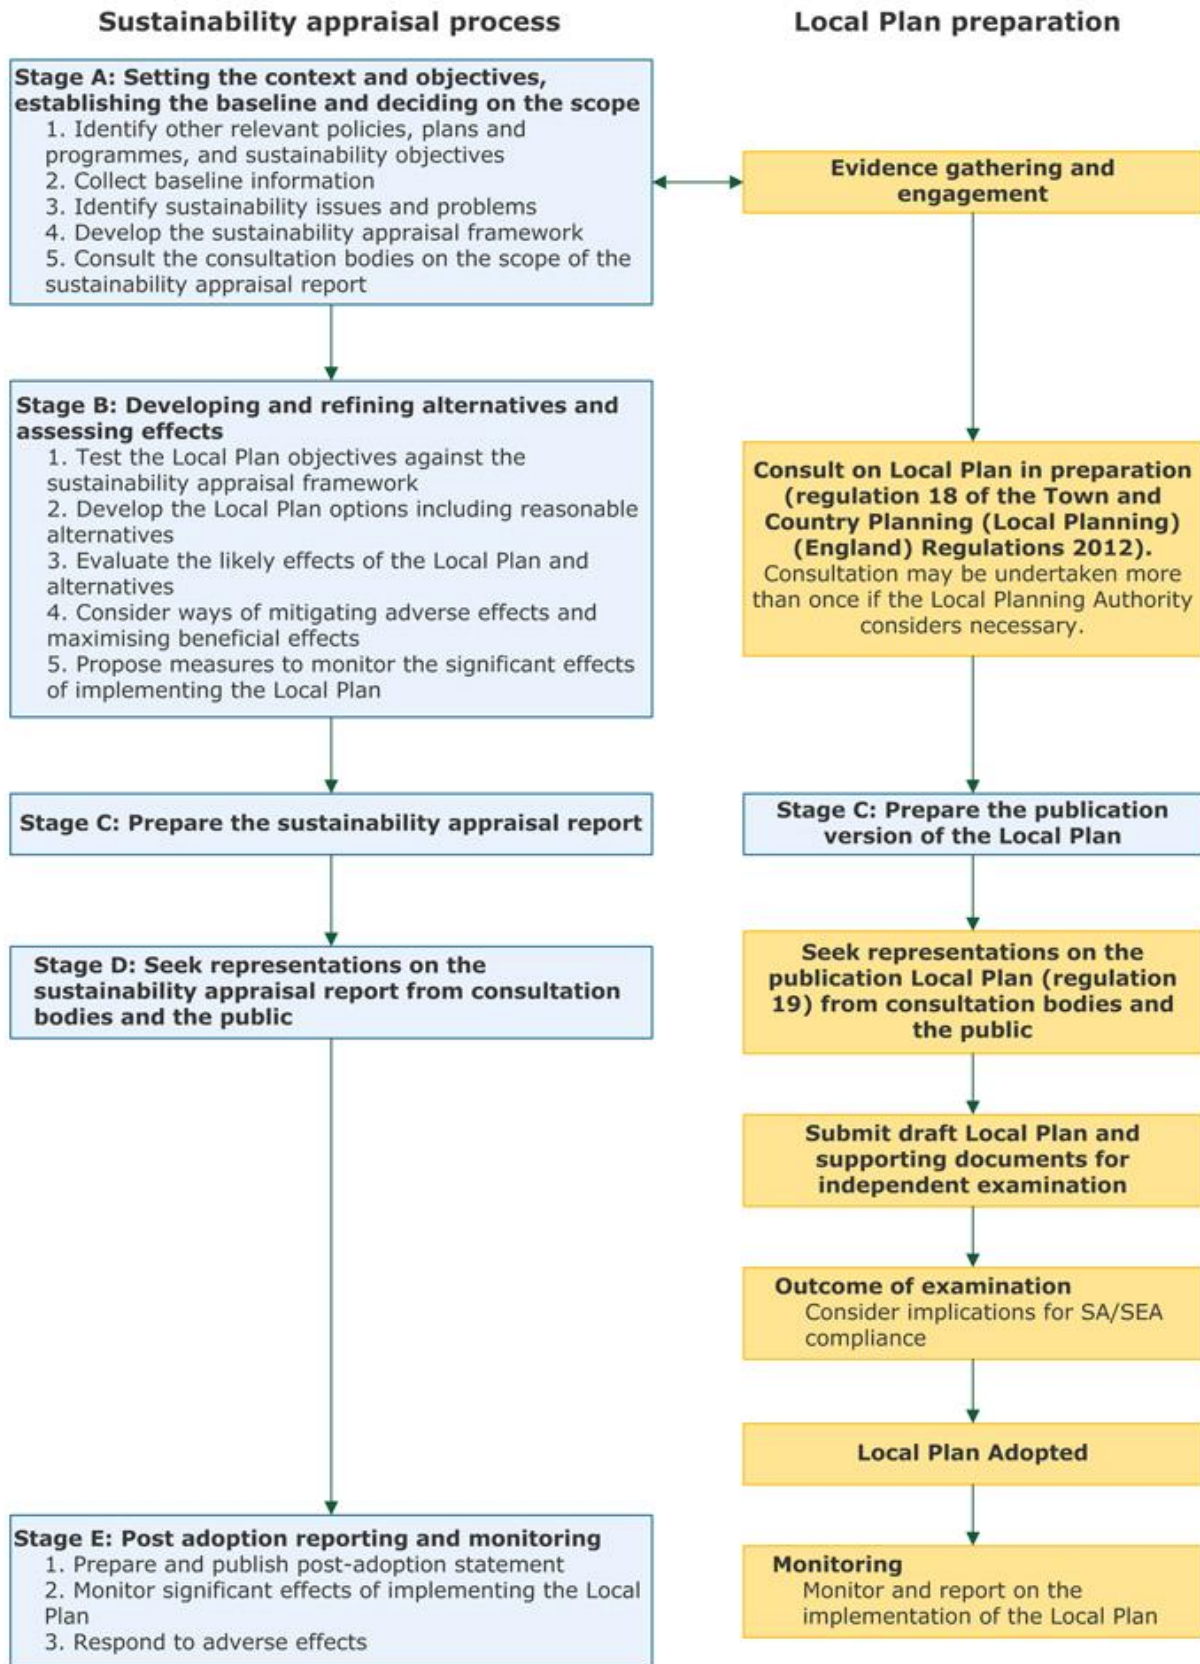 Sustainability appraisal process
Local Plan preparation
Stage A: Setting the context and objectives,
establishing the baseline and deciding on the scope
1. Identify other relevant policies, plans and
programmes, and sustainability objectives
2. Collect baseline information
3. Identify sustainability issues and problems
4. Develop the sustainability appraisal framework
5. Consult the consultation bodies on the scope of the
sustainability appraisal report
Evidence gathering and
engagement
Stage B: Developing and refining alternatives and
assessing effects
1. Test the Local Plan objectives against the
sustainability appraisal framework
2. Develop the Local Plan options including reasonable
alternatives
3. Evaluate the likely effects of the Local Plan and
alternatives
4. Consider ways of mitigating adverse effects and
maximising beneficial effects
5. Propose measures to monitor the significant effects
of implementing the Local Plan
Consult on Local Plan in preparation
(regulation 18 of the Town and
Country Planning (Local Planning)
(England) Regulations 2012).
Consultation may be undertaken more
than once if the Local Planning Authority
considers necessary.
Stage C: Prepare the sustainability appraisal report
Stage C: Prepare the publication
version of the Local Plan
Stage D: Seek representations on the
sustainability appraisal report from consultation
bodies and the public
Seek representations on the
publication Local Plan (regulation
19) from consultation bodies and
the public
Submit draft Local Plan and
supporting documents for
independent examination
Outcome of examination
Consider implications for SA/SEA
compliance
Local Plan Adopted
Stage E: Post adoption reporting and monitoring
1. Prepare and publish post-adoption statement
2. Monitor significant effects of implementing the Local
Plan
3. Respond to adverse effects
Monitoring
Monitor and report on the
implementation of the Local Plan